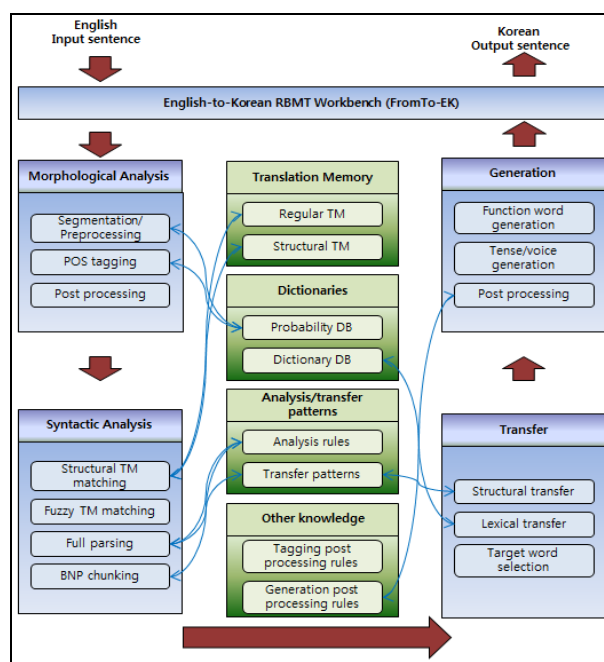 English
Input sentence
Korean
Output sentence
English-to-Korean RBMT Workbench (FromTo-EK)
Morphological Analysis
Segmentation/
Preprocessing
POS tagging
Post processing
Syntactic Analysis
Structural TM
matching
Fuzzy TM matching
Full parsing
BNP chunking
Translation Memory
Regular TM
Structural TM
Dictionaries
Probability DB
Dictionary DB
Analysis/transfer
patterns
Analysis rules
Transfer patterns
Other knowledge
Tagging post
processing rules
Generation post
processing rules
Generation
Function word
generation
Tense/voice
generation
Post processing
Transfer
Structural transfer
Lexical transfer
Target word
selection